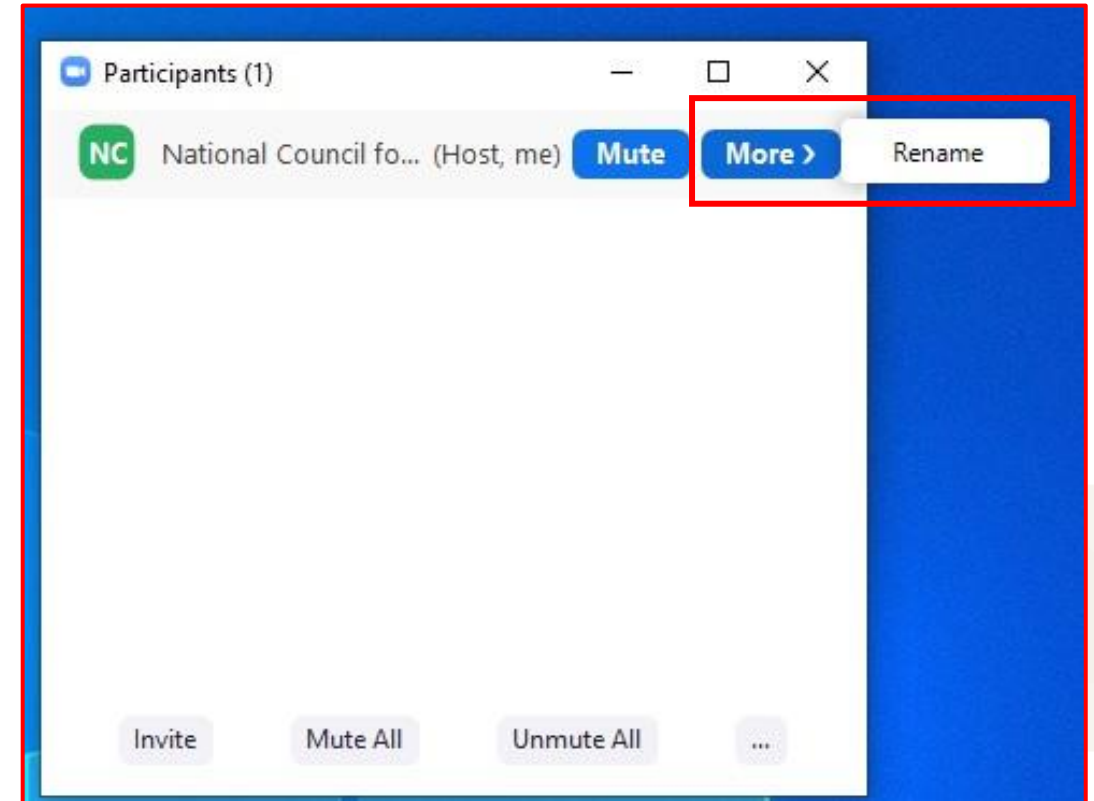 Participants (1)
NC National Council fo... (Host, me) Mute More > Rename
Invite Mute All Unmute All ...